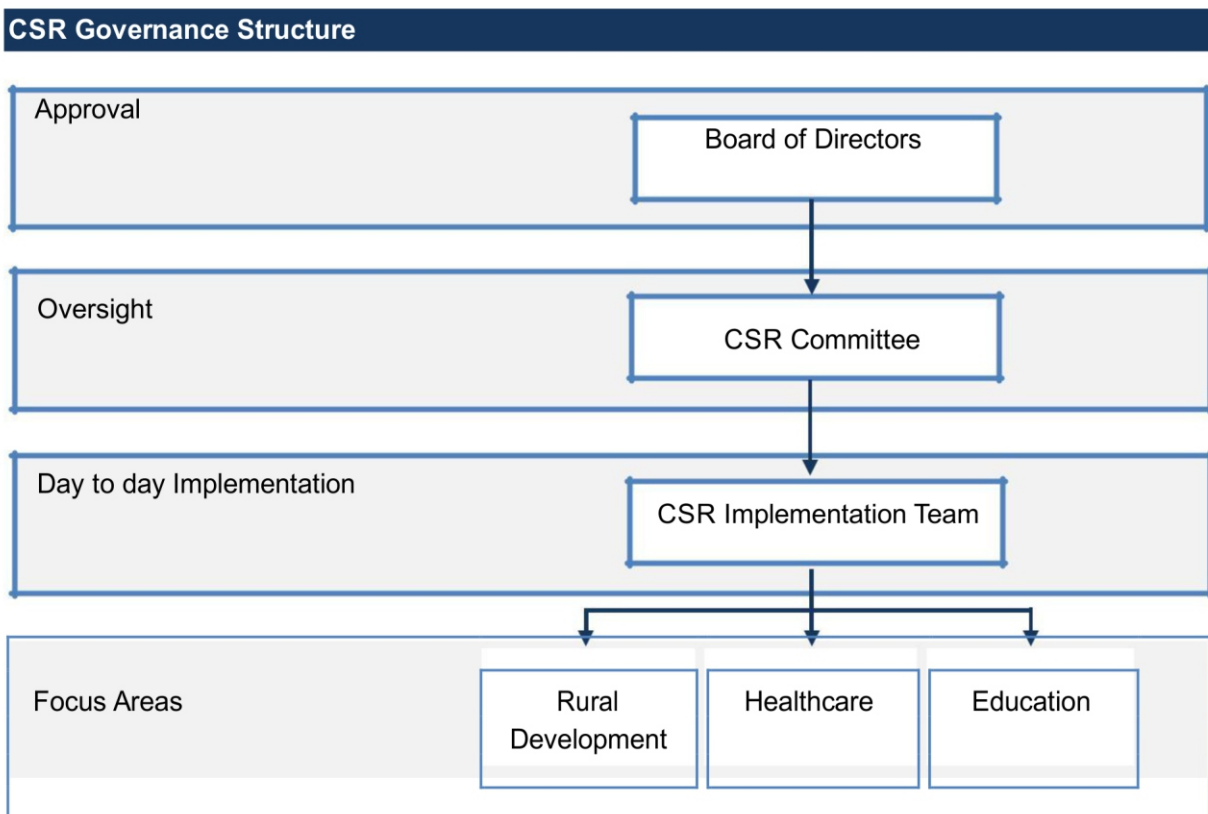 CSR Governance Structure
Approval
Board of Directors
Oversight
CSR Committee
Day to day Implementation
CSR Implementation Team
Focus Areas
Rural
Development
Healthcare
Education